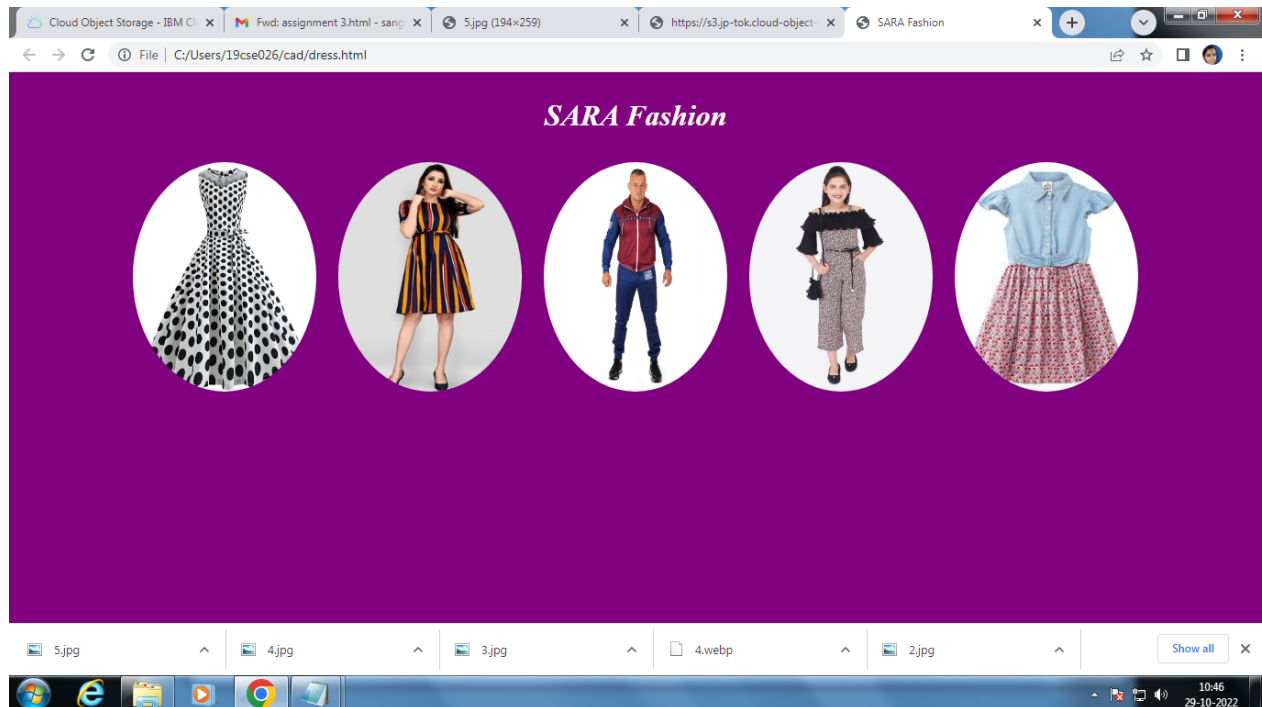 Cloud Object Storage - IBM Cl
Fwd: assignment 3.html - sang
5.jpg (194×259)
https://s3.jp-tok.cloud-object-
SARA Fashion
File
C:/Users/19cse026/cad/dress.html
SARA Fashion
5.jpg
4.jpg
3.jpg
4.webp
2.jpg
Show all
10:46
29-10-2022